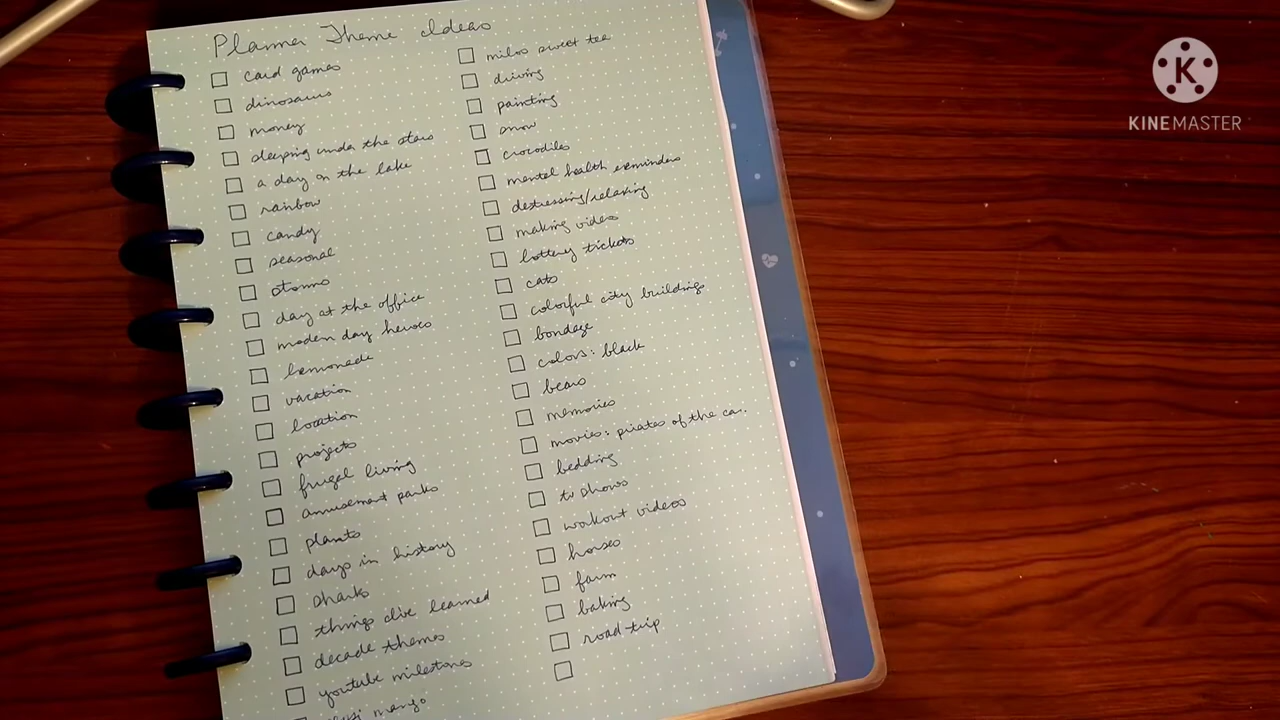 Planner Theme Ideas
card games
dinosaurs
money
sleeping under the stars
a day on the lake
rainbow
candy
seasonal
storms
day at the office
modern day heroes
lemonade
vacation
location
projects
frugal living
amusement parks
plants
days in history
sharks
things I've learned
decade themes
youtube milestones
mango
milos sweet tea
driving
painting
snow
crocodiles
mental health reminders
destressing/relaxing
making videos
lottery tickets
cats
colorful city buildings
bondage
colors: black
bears
memories
movies: pirates of the car.
bedding
tv shows
workout videos
horses
farm
baking
road trip
K
KINEMASTER